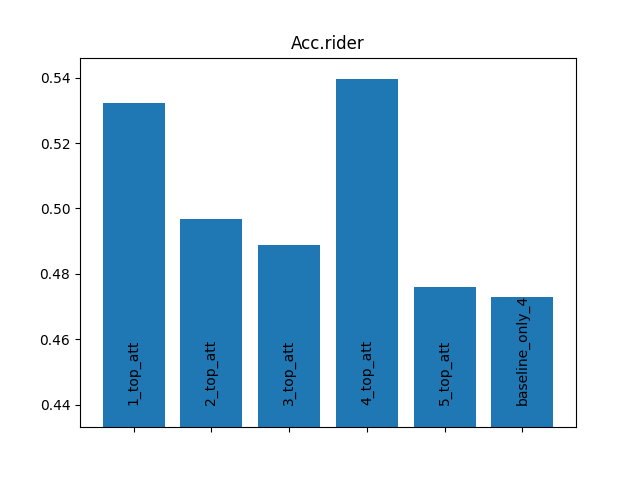 Acc.rider
0.54
0.52
0.50
0.48
0.46
0.44
1_top_att
2_top_att
3_top_att
4_top_att
5_top_att
baseline_only_4